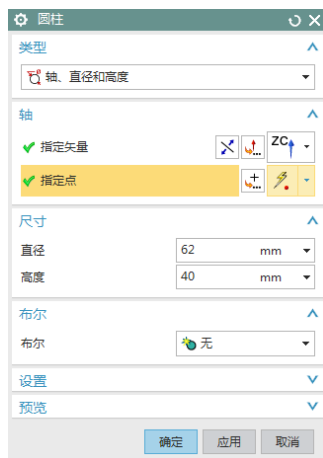 圆柱
类型
轴、直径和高度
轴
指定矢量
ZC
指定点
尺寸
直径 62 mm
高度 40 mm
布尔
布尔 无
设置
预览
确定 应用 取消